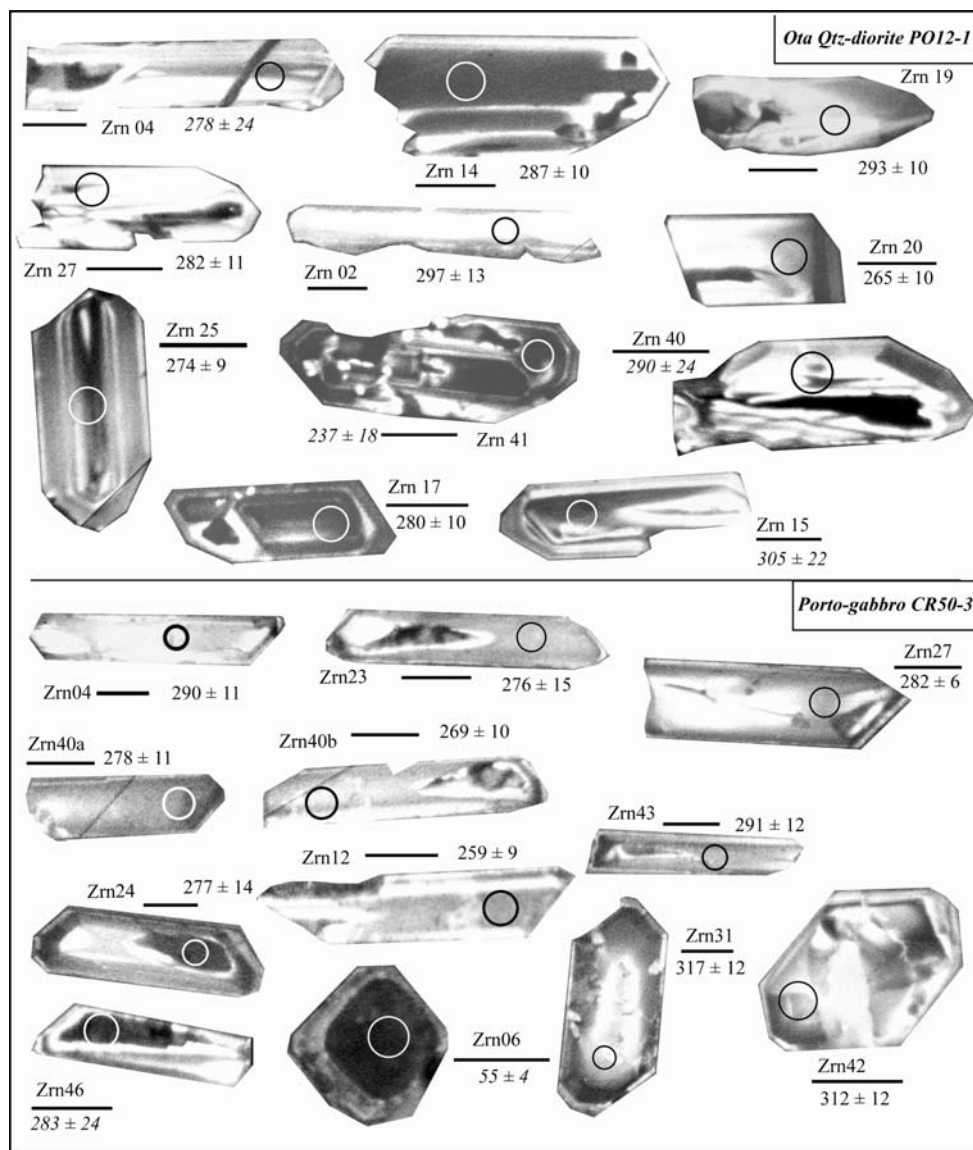 Ota Qtz-diorite PO12-1
Zrn 04 278 ± 24
Zrn 14 287 ± 10
Zrn 19
293 ± 10
Zrn 27 282 ± 11
Zrn 02 297 ± 13
Zrn 20
265 ± 10
Zrn 25
274 ± 9
237 ± 18 Zrn 41
Zrn 40
290 ± 24
Zrn 17
280 ± 10
Zrn 15
305 ± 22
Porto-gabbro CR50-3
Zrn04 290 ± 11
Zrn23 276 ± 15
Zrn27
282 ± 6
Zrn40a 278 ± 11
Zrn40b 269 ± 10
Zrn43 291 ± 12
Zrn12 259 ± 9
Zrn24 277 ± 14
Zrn31
317 ± 12
Zrn46
283 ± 24
Zrn06
55 ± 4
Zrn42
312 ± 12